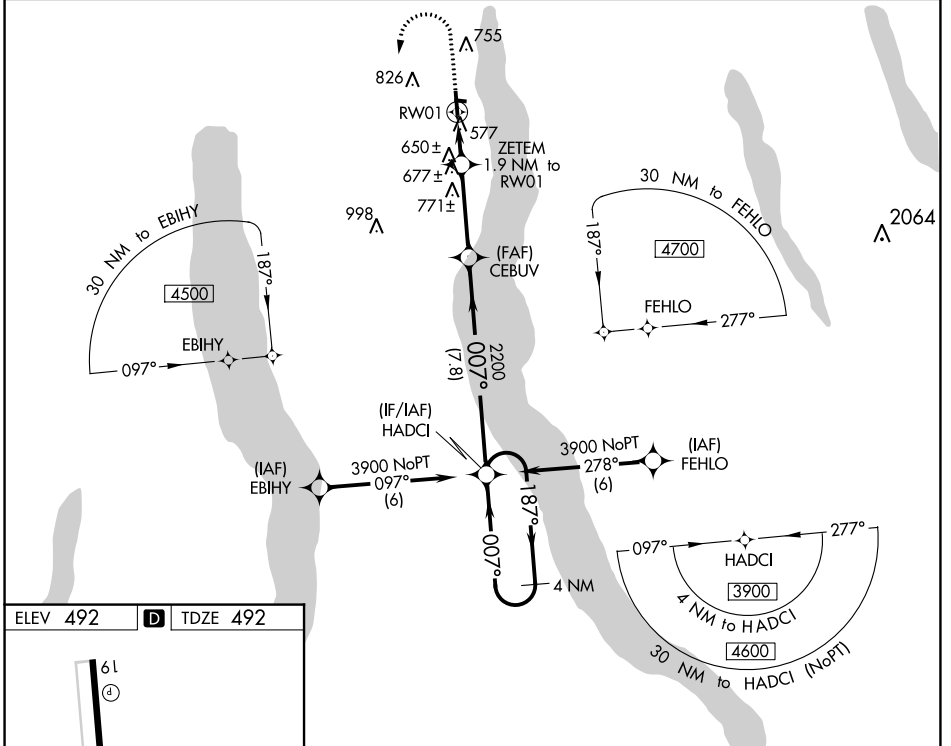 755
826
RW01
577
650±
ZETEM
1.9 NM to
RW01
677±
771±
998
30 NM to EBIHY
187°
4500
EBIHY
097°
(FAF)
CEBUV
30 NM to FEHLO
187°
4700
FEHLO
277°
2064
2200
007°
(7.8)
(IF/IAF)
HADCI
(IAF)
EBIHY
3900 NoPT
097°
(6)
3900 NoPT
278°
(6)
(IAF)
FEHLO
187°
007°
4 NM
097°
277°
HADCI
3900
4 NM to HADCI
4600
30 NM to HADCI (NoPT)
ELEV 492
D
TDZE 492
19
P